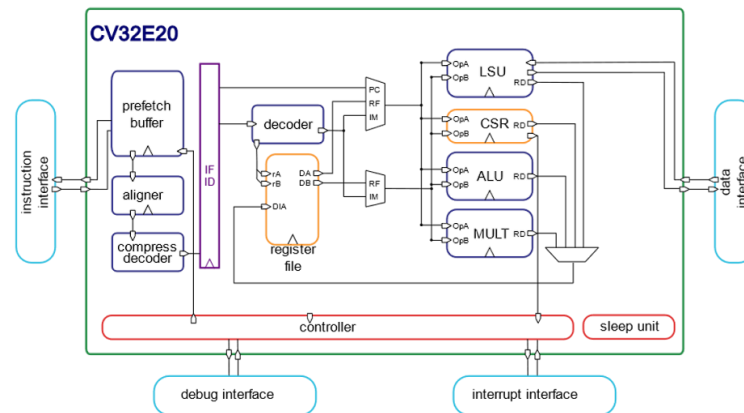 CV32E20
instruction
interface
prefetch
buffer
aligner
compress
decoder
IF
ID
decoder
rA
rB
DIA
DA
DB
register
file
PC
RF
IM
RF
IM
OpA
OpB
LSU
RD
OpA
OpB
CSR
RD
OpA
OpB
ALU
RD
OpA
OpB
MULT
RD
data
interface
controller
sleep unit
debug interface
interrupt interface